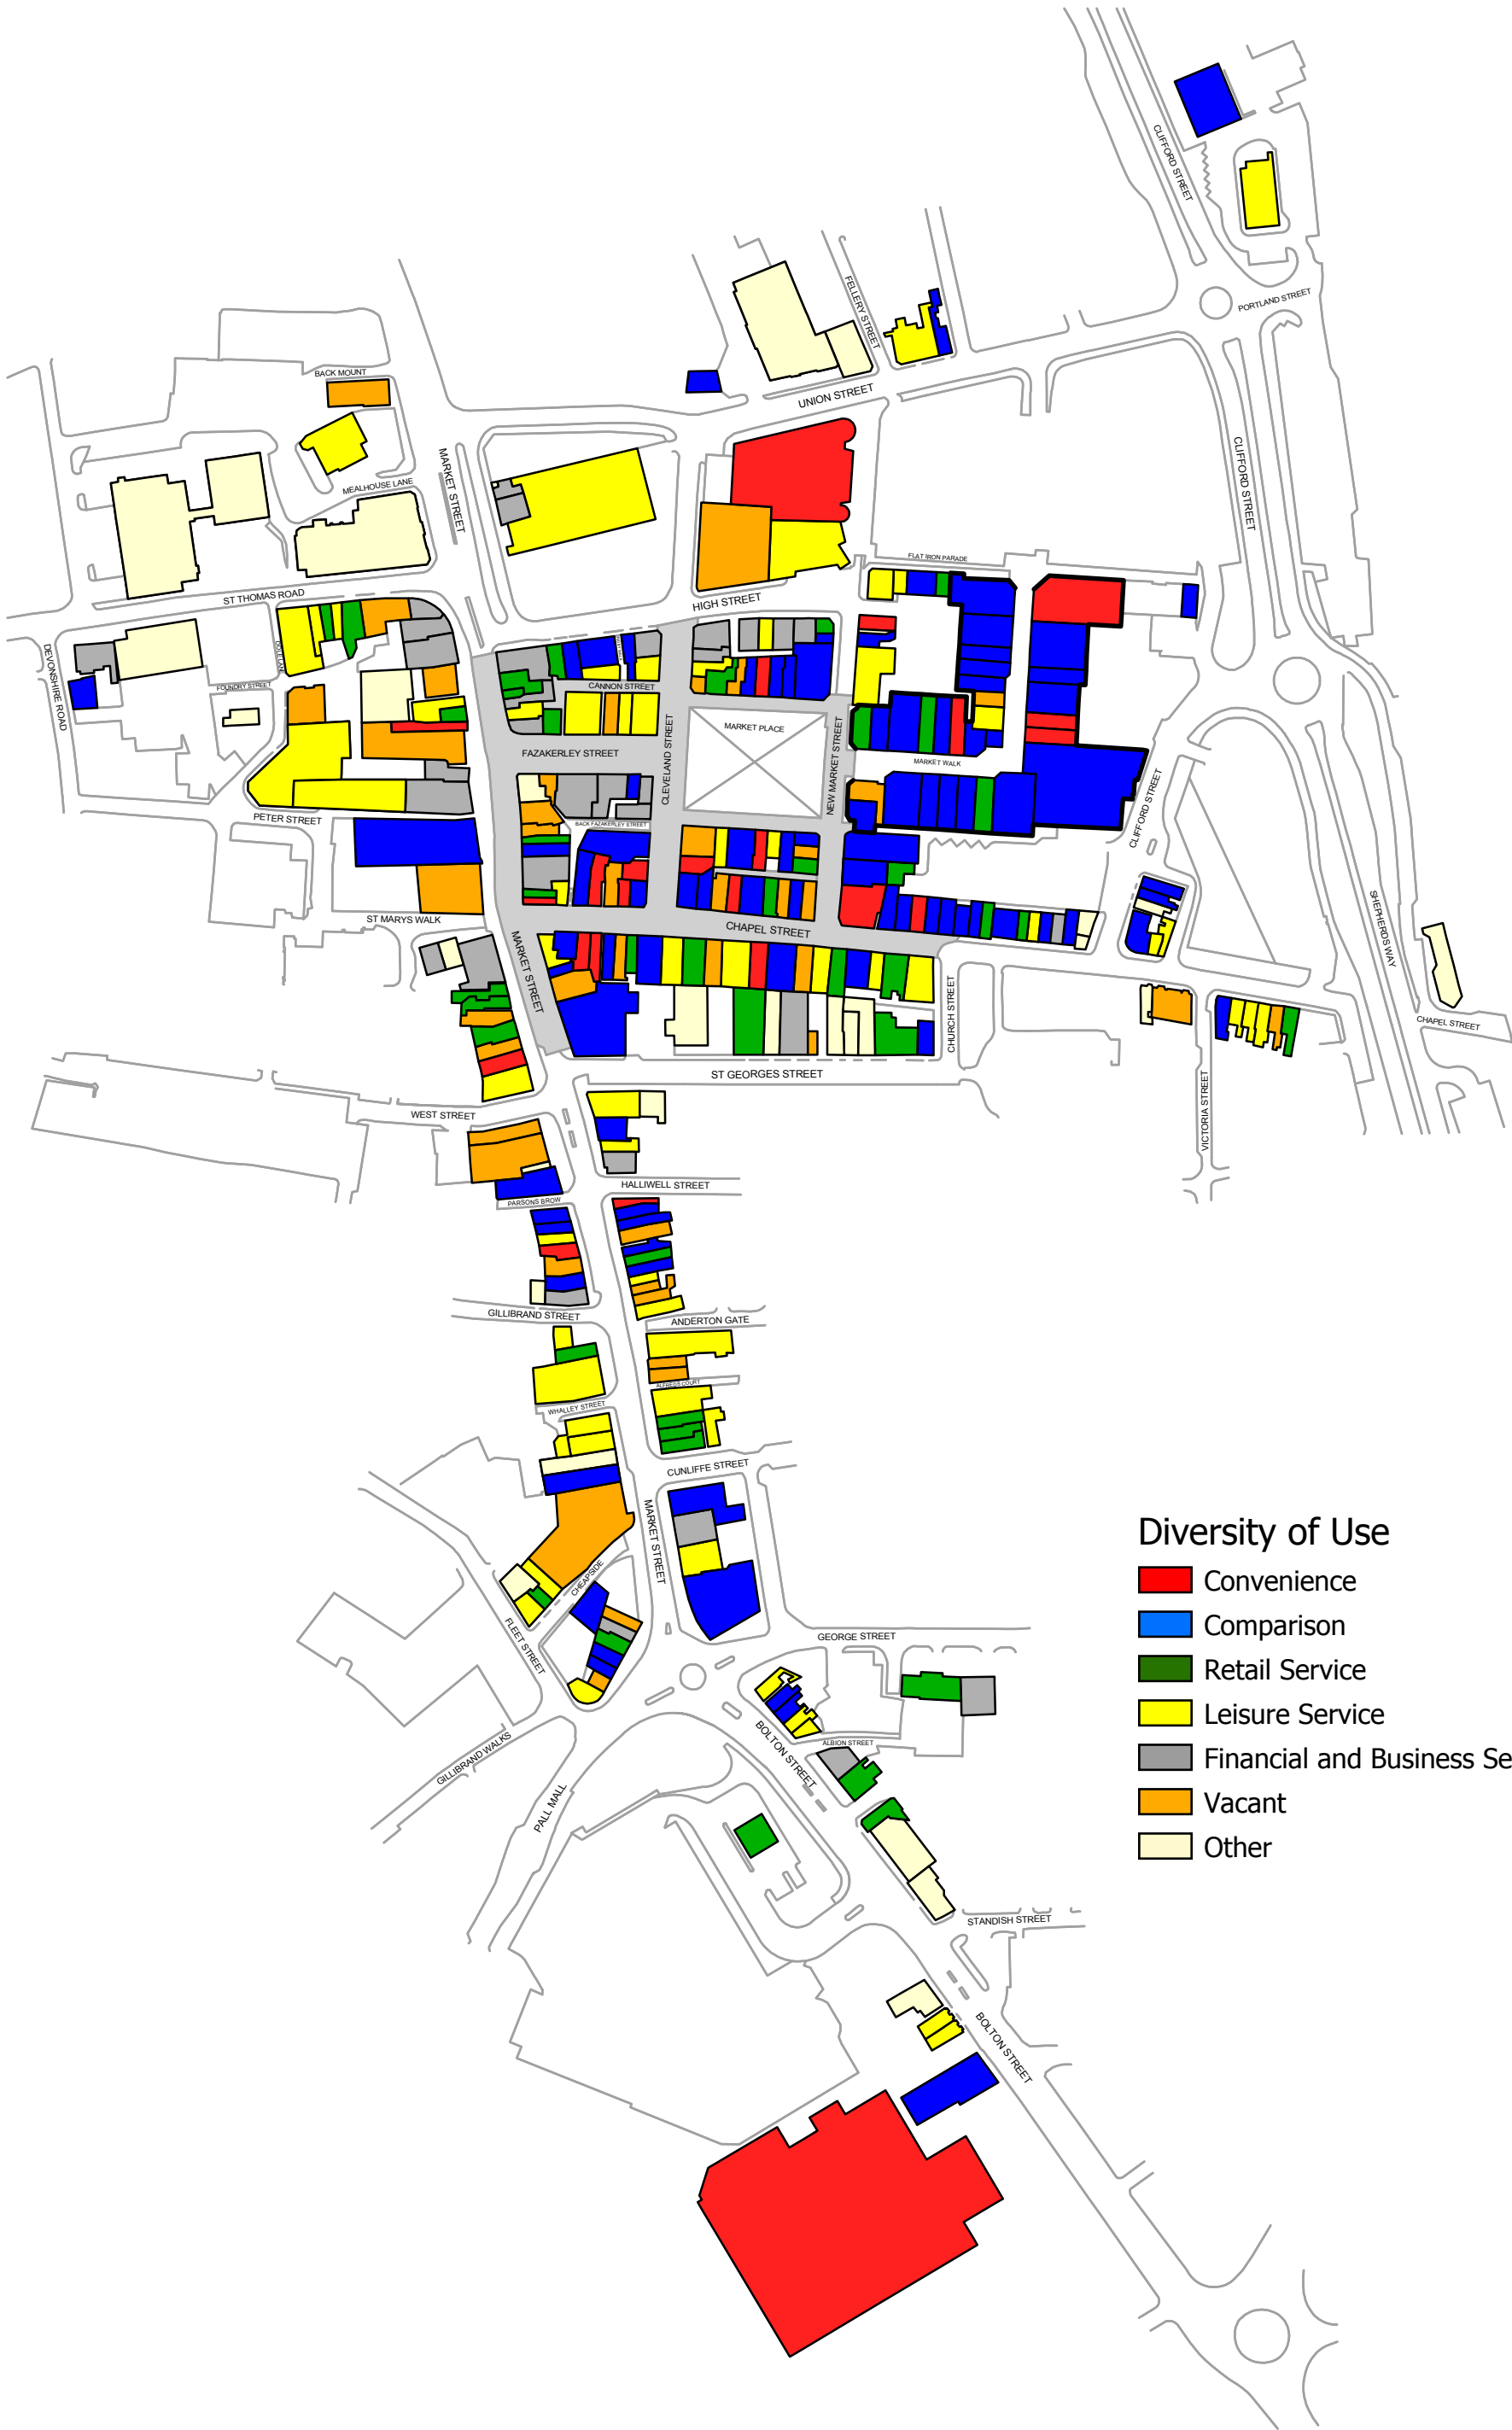 CLIFFORD STREET
PORTLAND STREET
FELLERY STREET
UNION STREET
BACK MOUNT
MARKET STREET
MEALHOUSE LANE
CLIFFORD STREET
FLAT IRON PARADE
ST THOMAS ROAD
HIGH STREET
DEVONSHIRE ROAD
FOUNDRY STREET
CANNON STREET
CLEVELAND STREET
MARKET PLACE
NEW MARKET STREET
FAZAKERLEY STREET
MARKET WALK
CLIFFORD STREET
PETER STREET
BACK FAZAKERLEY STREET
ST MARYS WALK
CHAPEL STREET
SHEPHERDS WAY
MARKET STREET
CHURCH STREET
CHAPEL STREET
ST GEORGES STREET
WEST STREET
VICTORIA STREET
HALLIWELL STREET
PARSONS BROW
GILLIBRAND STREET
ANDERTON GATE
ALFREDS COURT
WHALLEY STREET
CUNLIFFE STREET
MARKET STREET
CHEAPSIDE
FLEET STREET
GEORGE STREET
GILLIBRAND WALKS
BOLTON STREET
ALBION STREET
PALL MALL
STANDISH STREET
BOLTON STREET
Diversity of Use
Convenience
Comparison
Retail Service
Leisure Service
Financial and Business Se
Vacant
Other